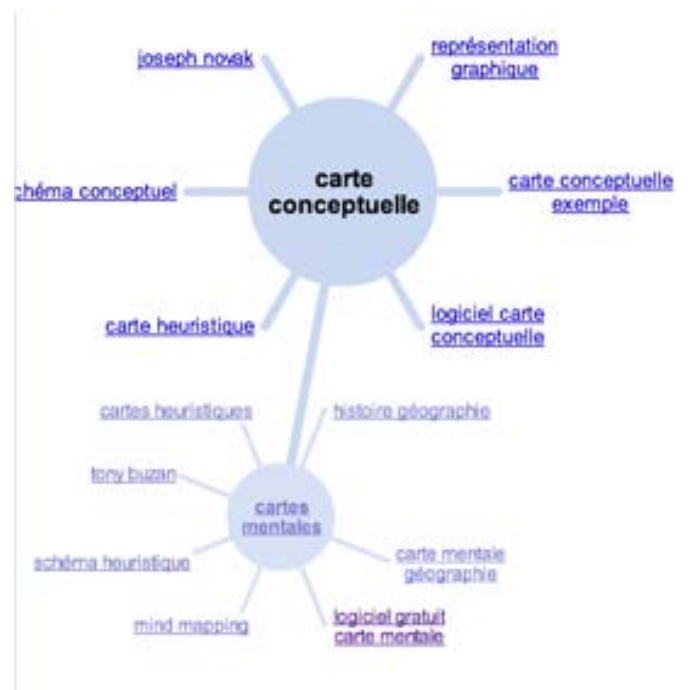 joseph novak
représentation
graphique
carte
conceptuelle
chéma conceptuel
carte conceptuelle
exemple
carte heuristique
logiciel carte
conceptuelle
cartes heuristiques
histoire géographie
tony buzan
cartes
mentales
schéma heuristique
carte mentale
géographie
mind mapping
logiciel gratuit
carte mentale